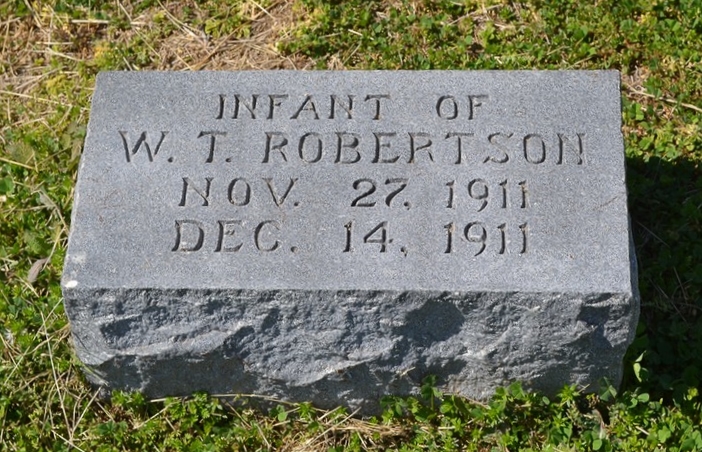 INFANT OF
W. T. ROBERTSON
NOV. 27, 1911
DEC. 14, 1911